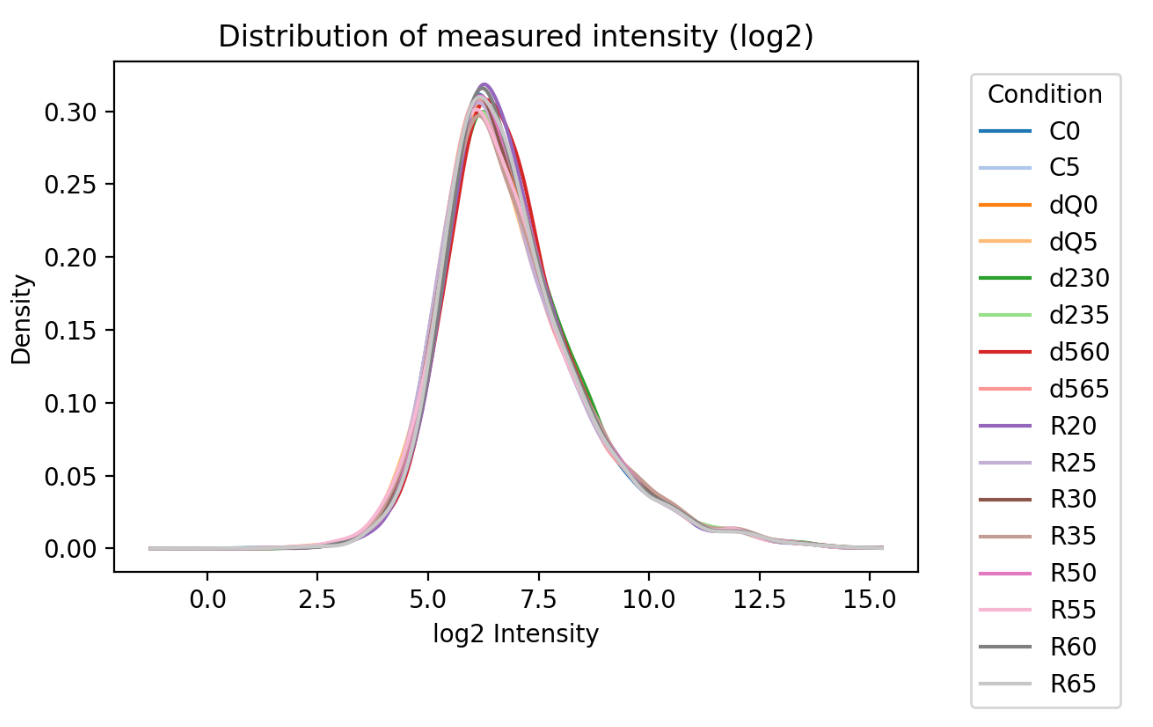 Distribution of measured intensity (log2)
Density
0.30
0.25
0.20
0.15
0.10
0.05
0.00
0.0 2.5 5.0 7.5 10.0 12.5 15.0
log2 Intensity
Condition
C0
C5
dQ0
dQ5
d230
d235
d560
d565
R20
R25
R30
R35
R50
R55
R60
R65